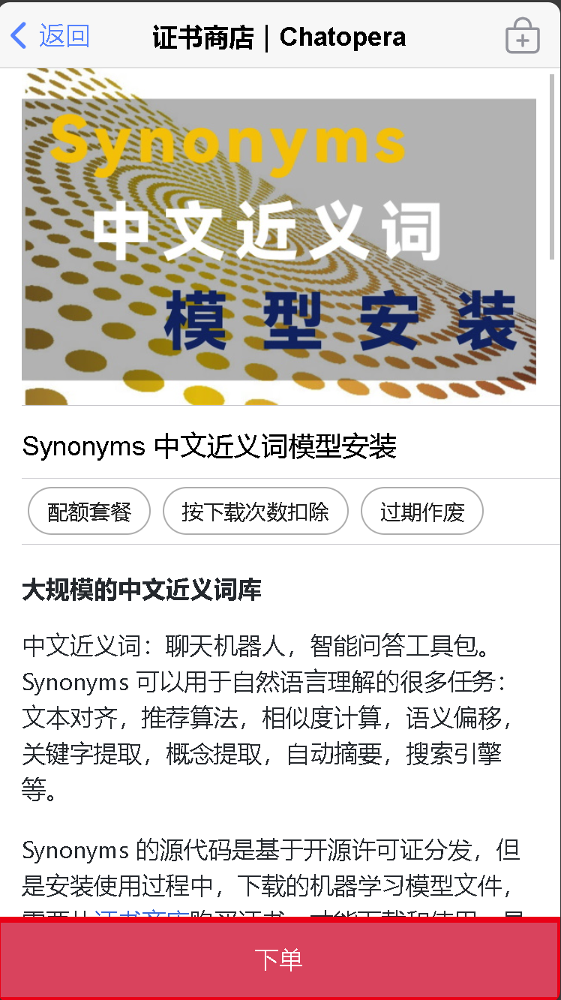 返回
证书商店｜Chatopera
Synonyms
中文近义词
模型安装
Synonyms 中文近义词模型安装
配额套餐
按下载次数扣除
过期作废
大规模的中文近义词库
中文近义词：聊天机器人，智能问答工具包。
Synonyms 可以用于自然语言理解的很多任务：
文本对齐，推荐算法，相似度计算，语义偏移，
关键字提取，概念提取，自动摘要，搜索引擎
等。
Synonyms 的源代码是基于开源许可证分发，但
是安装使用过程中，下载的机器学习模型文件，
下单